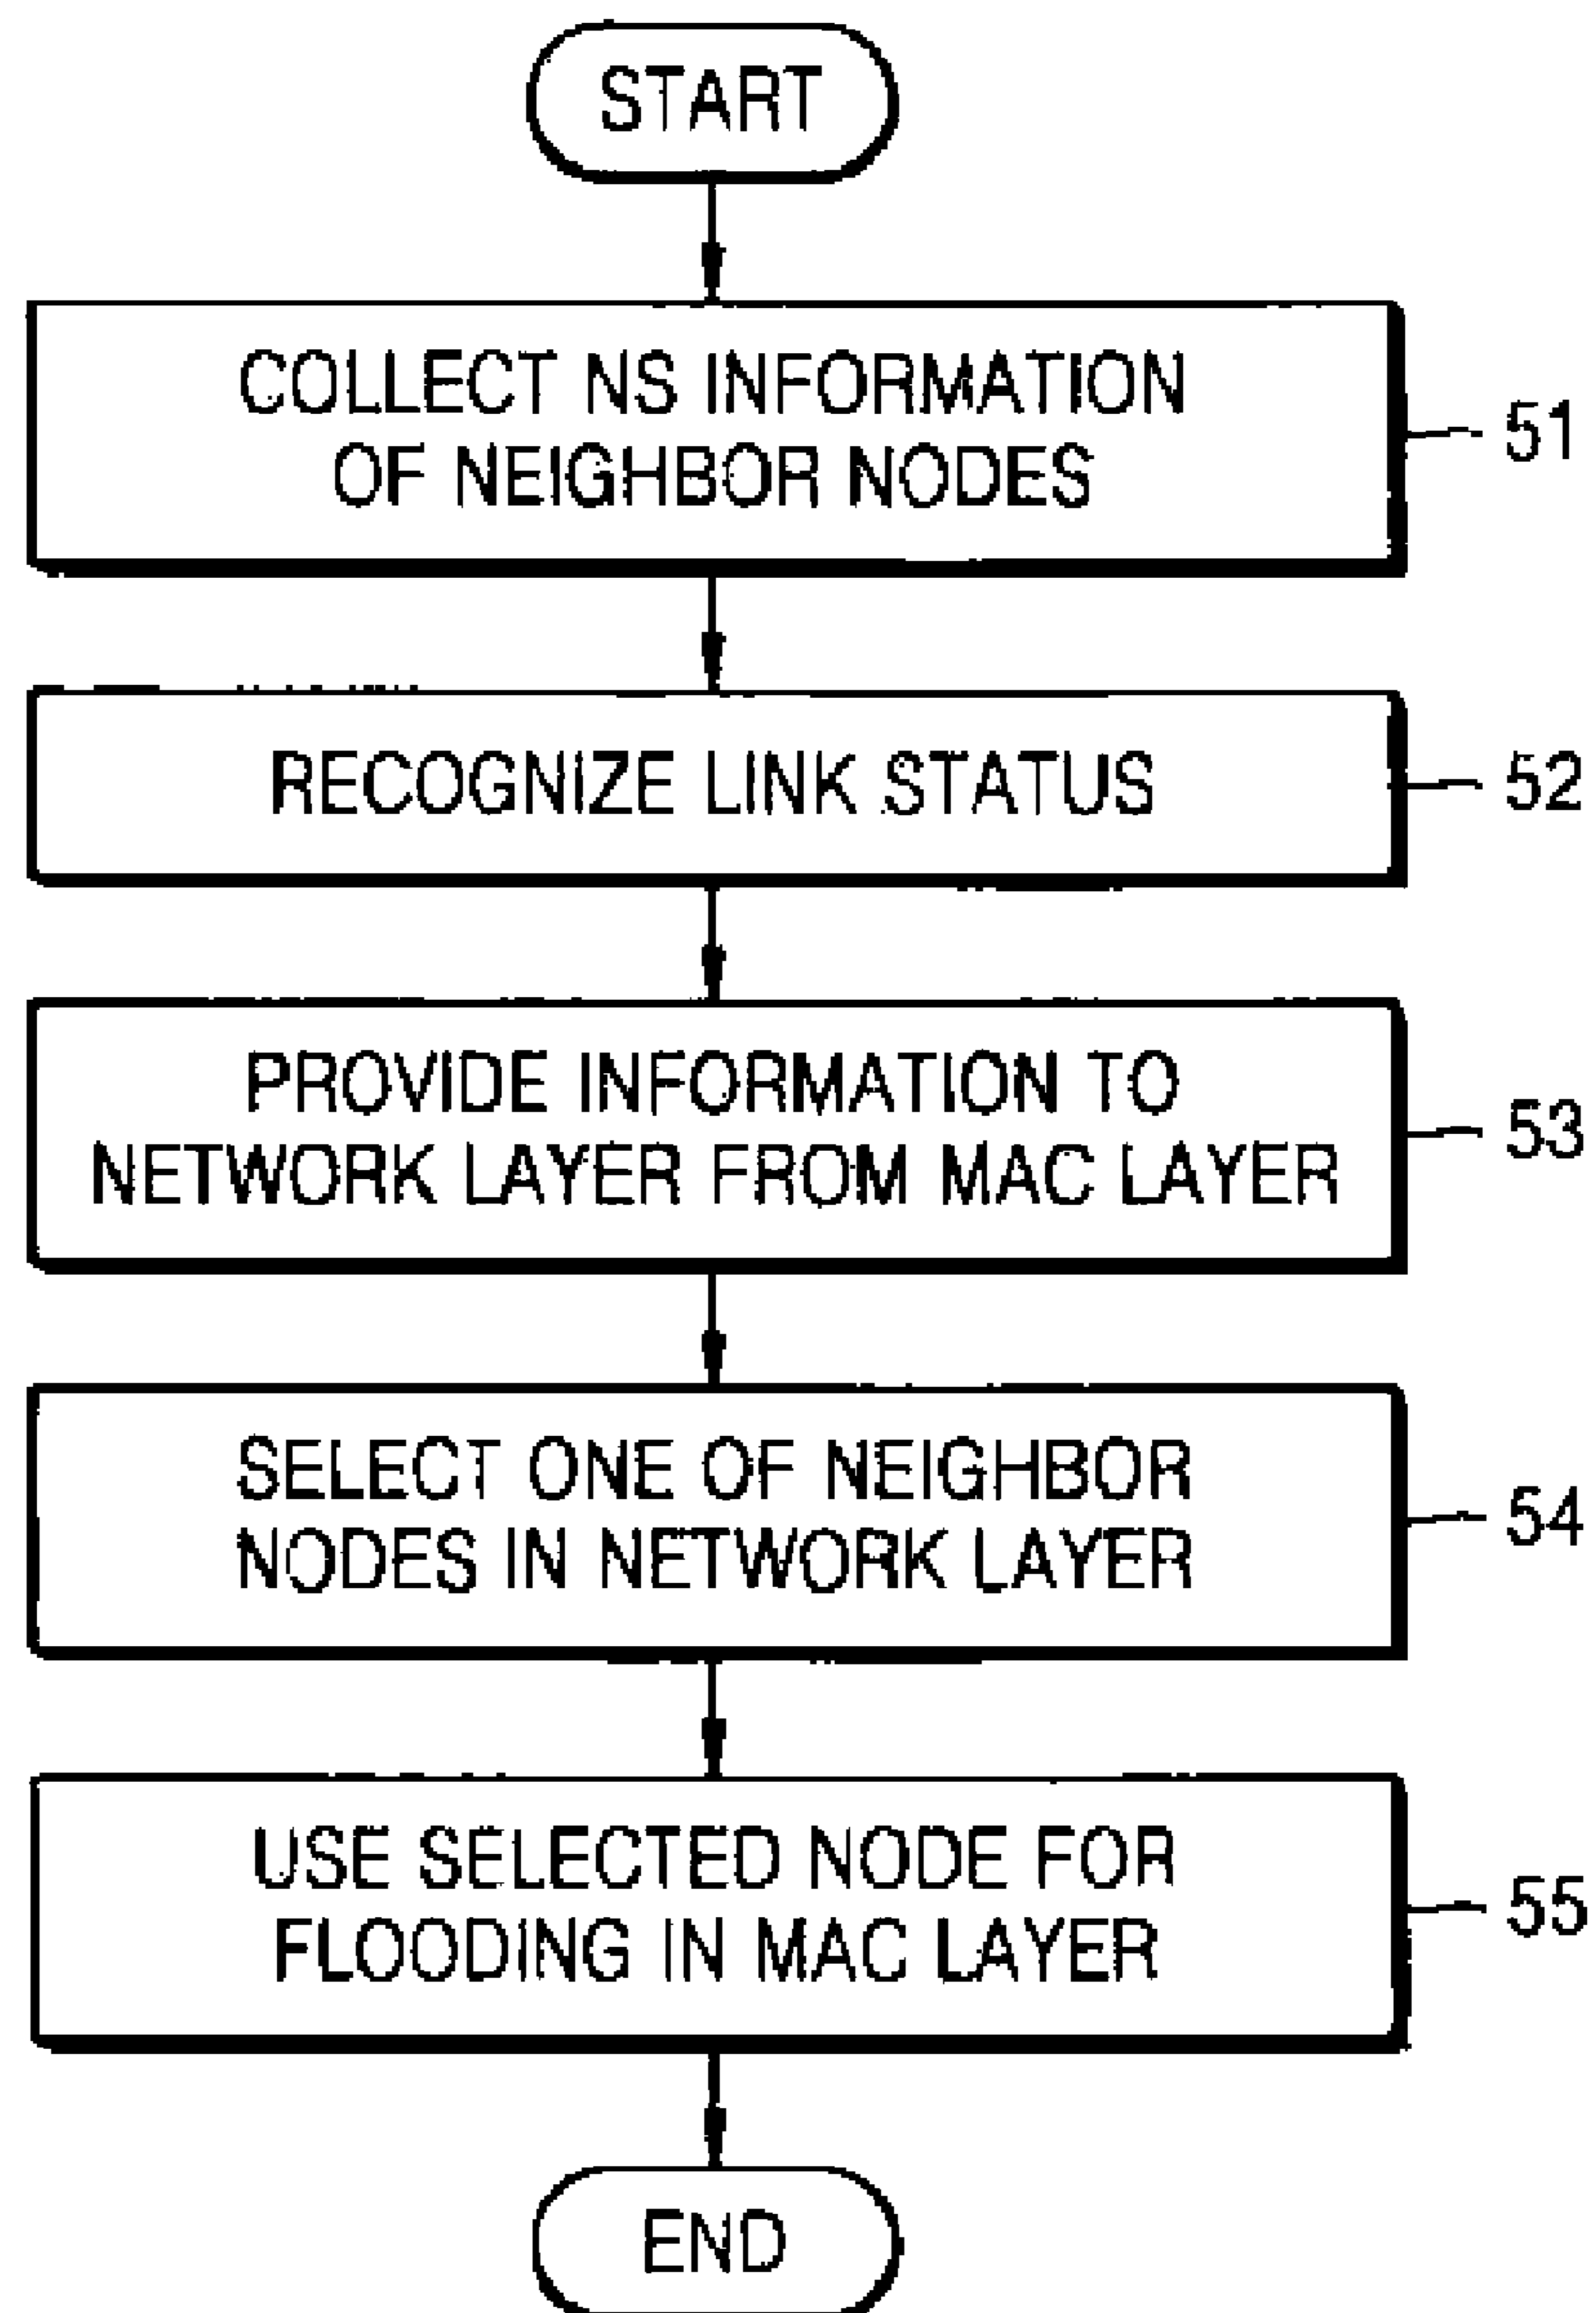 START
COLLECT NS INFORMATION
OF NEIGHBOR NODES
51
RECOGNIZE LINK STATUS
52
PROVIDE INFORMATION TO
NETWORK LAYER FROM MAC LAYER
53
SELECT ONE OF NEIGHBOR
NODES IN NETWORK LAYER
54
USE SELECTED NODE FOR
FLOODING IN MAC LAYER
55
END